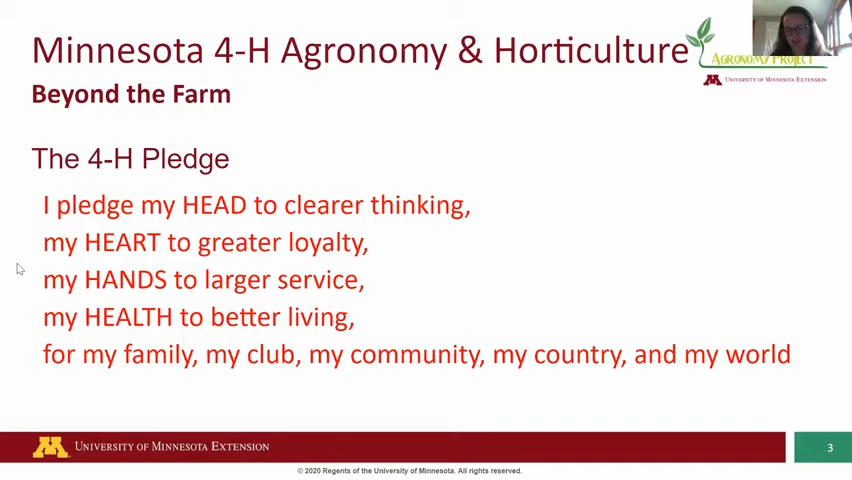 Minnesota 4-H Agronomy & Horticulture
Beyond the Farm
AGRONOMY PROJECT
UNIVERSITY OF MINNESOTA EXTENSION
The 4-H Pledge
I pledge my HEAD to clearer thinking,
my HEART to greater loyalty,
my HANDS to larger service,
my HEALTH to better living,
for my family, my club, my community, my country, and my world
UNIVERSITY OF MINNESOTA EXTENSION
3
© 2020 Regents of the University of Minnesota. All rights reserved.